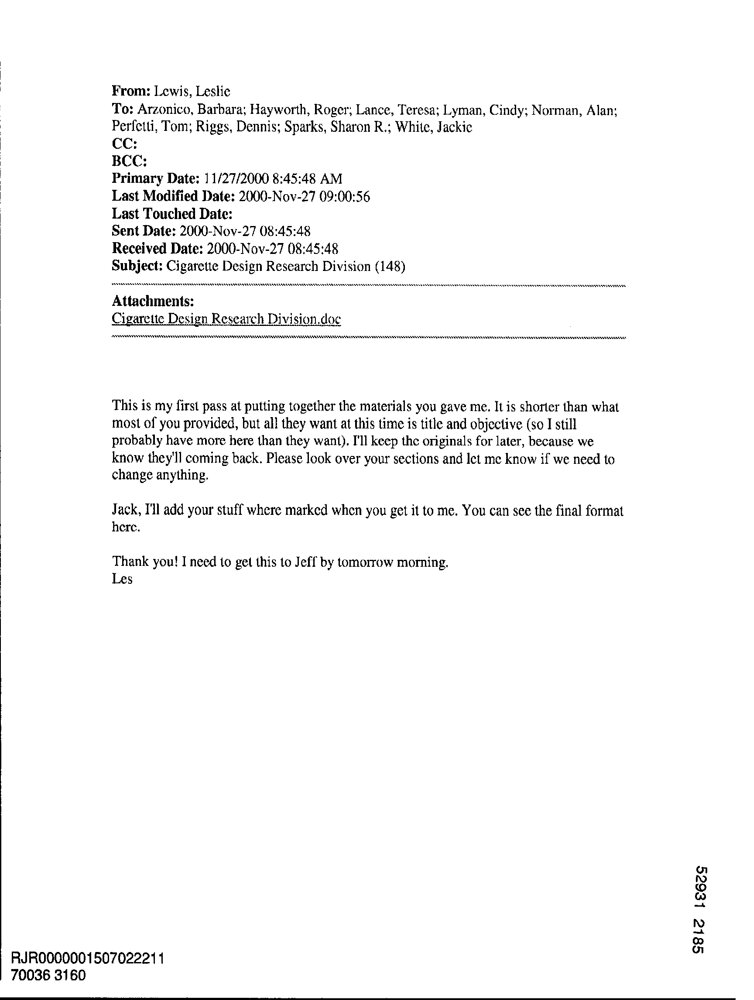 From: Lewis, Leslie
To: Arzonico, Barbara; Hayworth, Roger; Lance, Teresa; Lyman, Cindy; Norman, Alan;
Perfetti, Tom; Riggs, Dennis; Sparks, Sharon R.; White, Jackie
CC:
BCC:
Primary Date: 11/27/2000 8:45:48 AM
Last Modified Date: 2000-Nov-27 09:00:56
Last Touched Date:
Sent Date: 2000-Nov-27 08:45:48
Received Date: 2000-Nov-27 08:45:48
Subject: Cigarette Design Research Division (148)
Attachments:
Cigarette Design Research Division.doc
This is my first pass at putting together the materials you gave me. It is shorter than what
most of you provided, but all they want at this time is title and objective (so I still
probably have more here than they want). I'll keep the originals for later, because we
know they'll coming back. Please look over your sections and let me know if we need to
change anything.
Jack, I'll add your stuff where marked when you get it to me. You can see the final format
here.
Thank you! I need to get this to Jeff by tomorrow morning.
Les
52931 2185
RJR0000001507022211
70036 3160